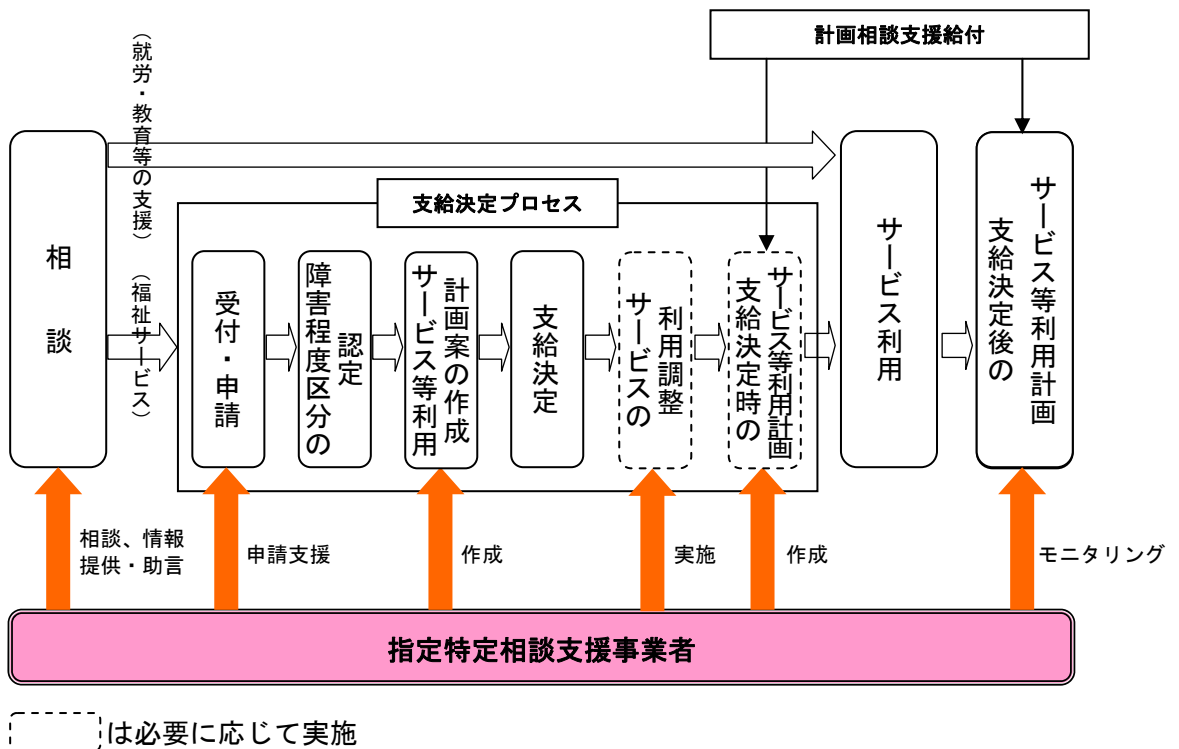 計画相談支援給付
（就労・教育等の支援）
支給決定プロセス
相談
（福祉サービス）
受付・申請
障害程度区分の
認定
サービス等利用
計画案の作成
支給決定
サービスの
利用調整
支給決定時の
サービス等利用計画
サービス利用
支給決定後の
サービス等利用計画
相談、情報
提供・助言
申請支援
作成
実施
作成
モニタリング
指定特定相談支援事業者
は必要に応じて実施